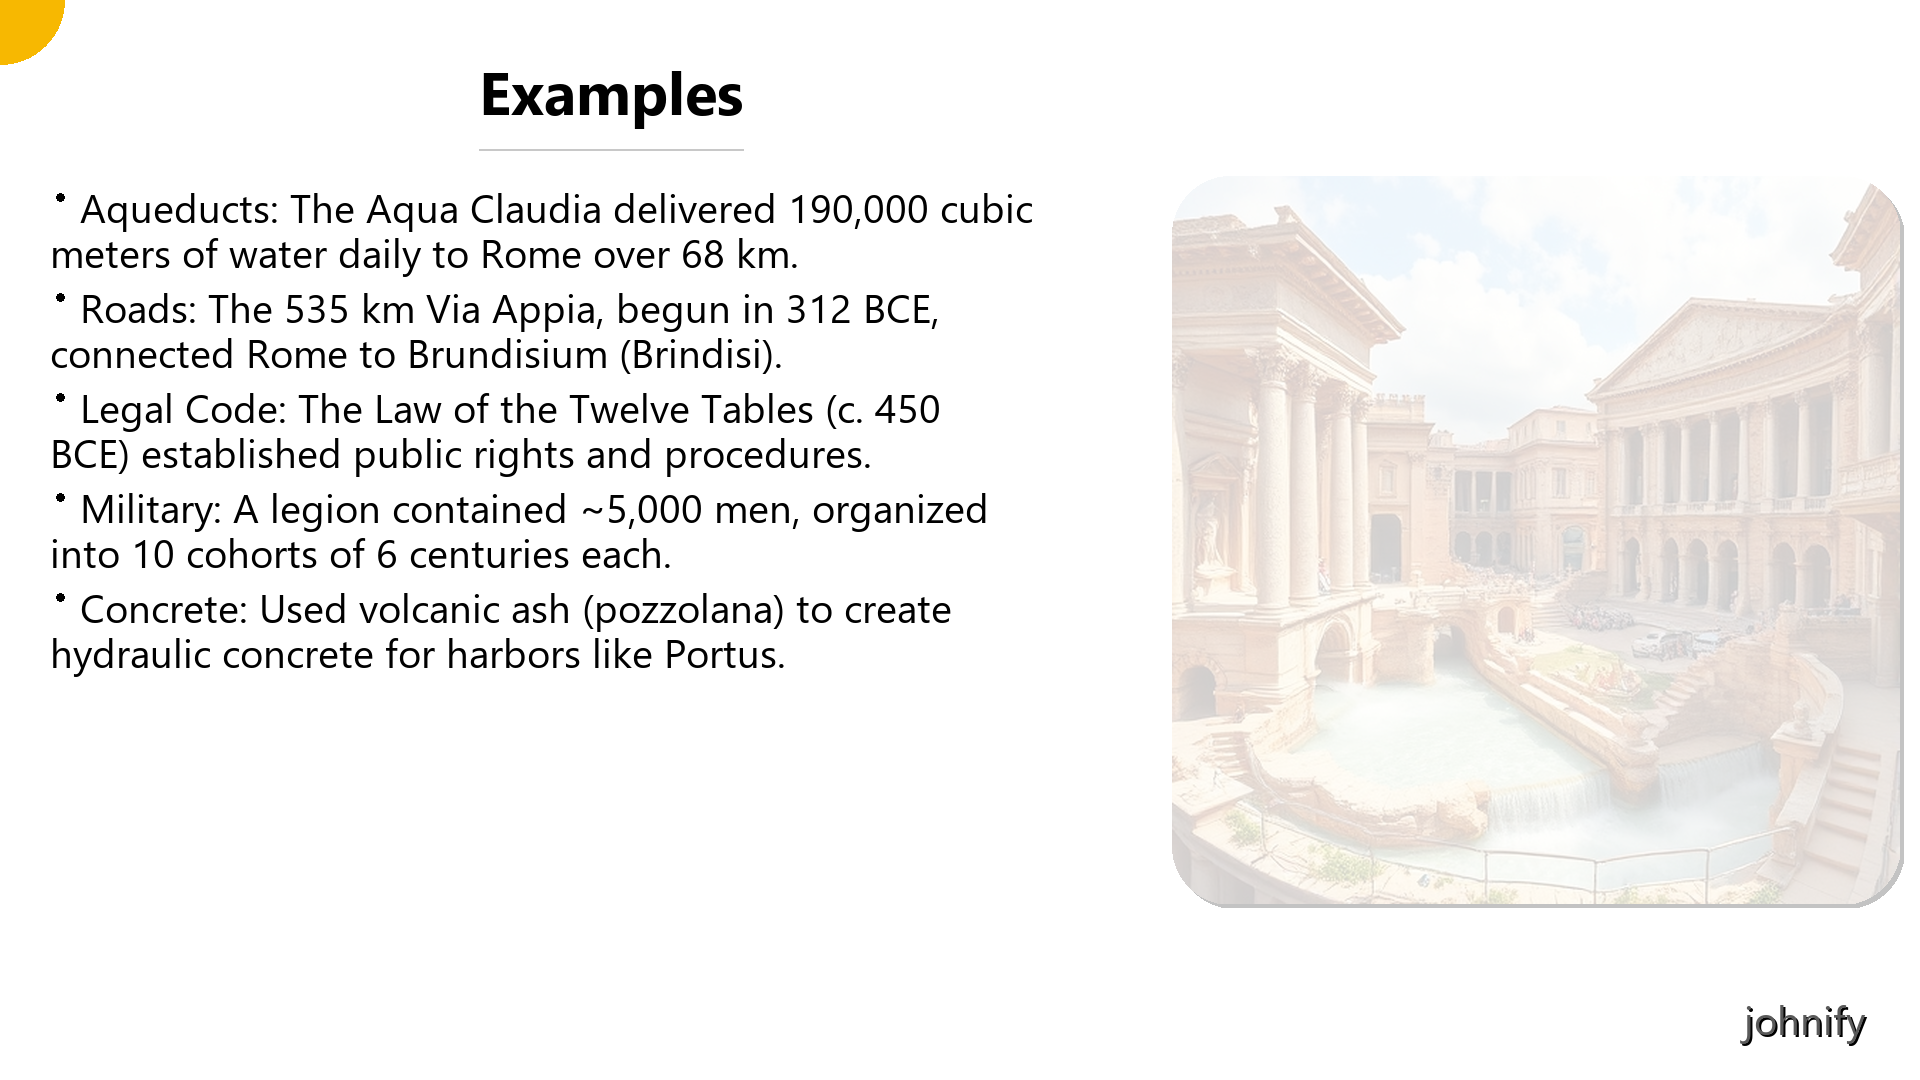 Examples
• Aqueducts: The Aqua Claudia delivered 190,000 cubic
meters of water daily to Rome over 68 km.
• Roads: The 535 km Via Appia, begun in 312 BCE,
connected Rome to Brundisium (Brindisi).
• Legal Code: The Law of the Twelve Tables (c. 450
BCE) established public rights and procedures.
• Military: A legion contained ~5,000 men, organized
into 10 cohorts of 6 centuries each.
• Concrete: Used volcanic ash (pozzolana) to create
hydraulic concrete for harbors like Portus.
johnify